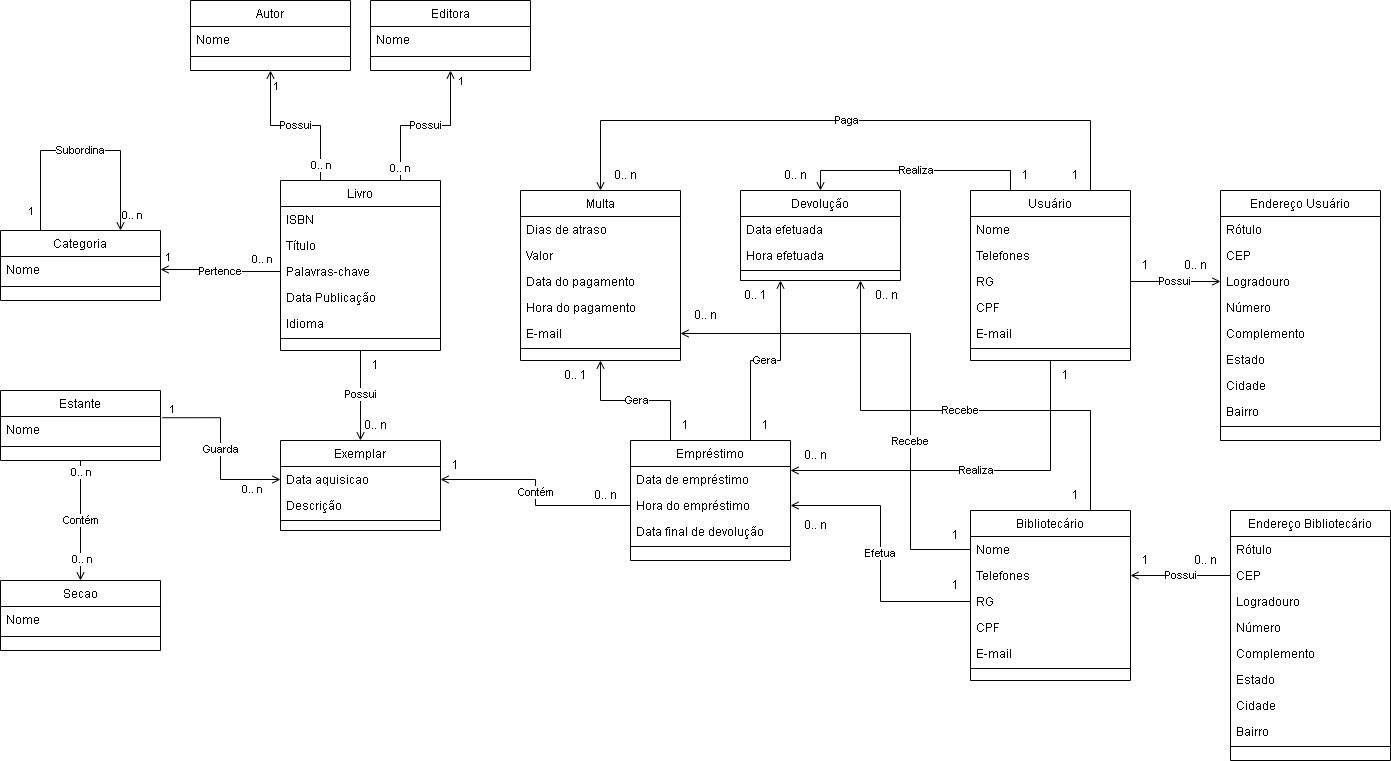 Autor
Nome
Editora
Nome
1
1
Possui
Possui
0.. n
0.. n
Subordina
1
0.. n
Categoria
Nome
1
Pertence
0.. n
Livro
ISBN
Título
Palavras-chave
Data Publicação
Idioma
1
Possui
0.. n
Estante
Nome
1
Guarda
0.. n
0.. n
Contém
0.. n
Secao
Nome
Exemplar
Data aquisicao
Descrição
1
Contém
0.. n
Paga
0.. n
1
Realiza
0.. n
1
Multa
Dias de atraso
Valor
Data do pagamento
Hora do pagamento
E-mail
0.. n
0.. 1
Gera
1
Devolução
Data efetuada
Hora efetuada
0.. 1
0.. n
Gera
1
Recebe
Recebe
Usuário
Nome
Telefones
RG
CPF
E-mail
1
Possui
0.. n
1
Endereço Usuário
Rótulo
CEP
Logradouro
Número
Complemento
Estado
Cidade
Bairro
Empréstimo
Data de empréstimo
Hora do empréstimo
Data final de devolução
0.. n
Realiza
0.. n
Efetua
1
1
1
Bibliotecário
Nome
Telefones
RG
CPF
E-mail
1
Possui
0.. n
Endereço Bibliotecário
Rótulo
CEP
Logradouro
Número
Complemento
Estado
Cidade
Bairro